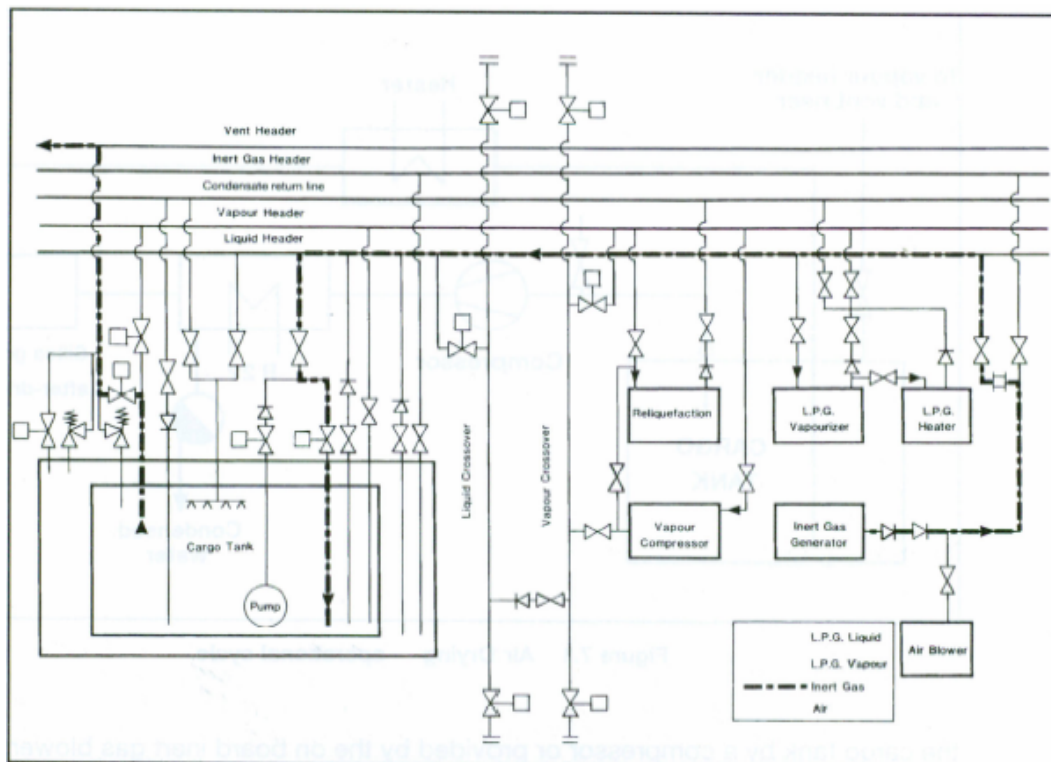 Vent Header
Inert Gas Header
Condensate return line
Vapour Header
Liquid Header
Liquid Crossover
Vapour Crossover
Reliquefaction
L.P.G.
Vapourizer
L.P.G.
Heater
Vapour
Compressor
Inert Gas
Generator
Cargo Tank
Pump
Air Blower
L.P.G. Liquid
L.P.G. Vapour
Inert Gas
Air